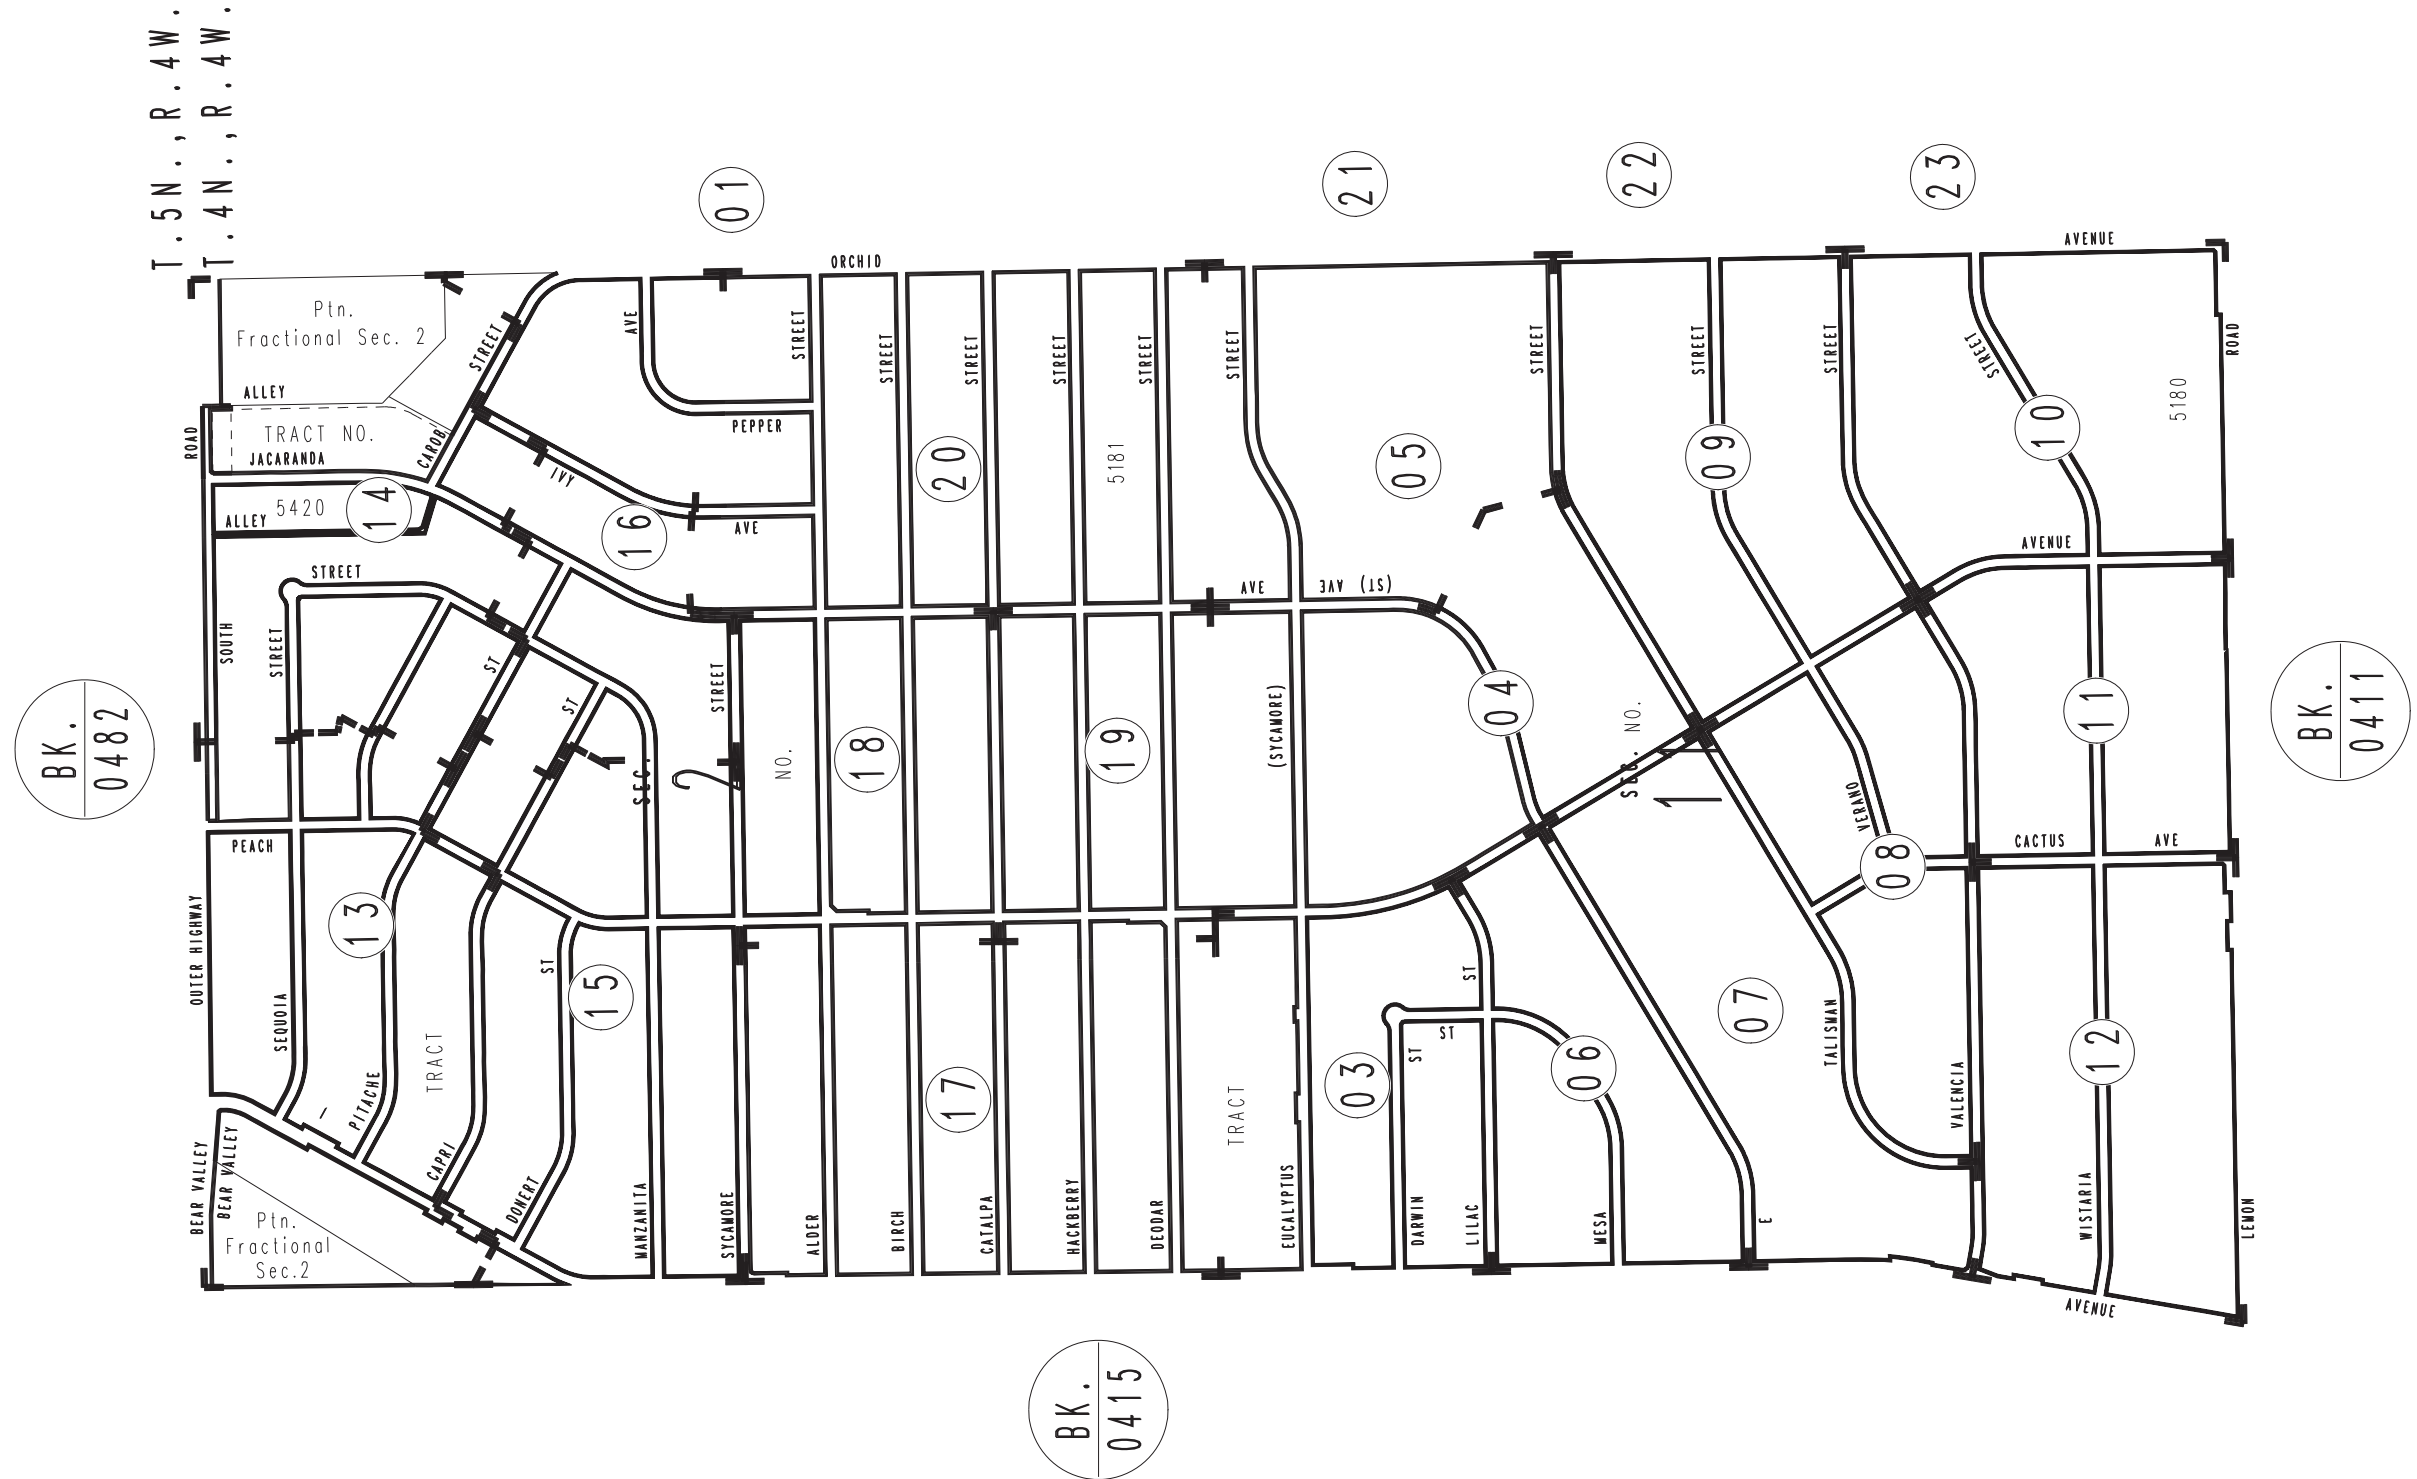 T.5N.,R.4W.
T.4N.,R.4W.
01
21
22
23
ORCHID
AVENUE
Ptn.
Fractional Sec. 2
ALLEY
TRACT NO.
JACARANDA
5420
ALLEY
ROAD
SOUTH
STREET
CAROB
IVY
AVE
AVE
PEPPER
STREET
STREET
STREET
STREET
STREET
STREET
STREET
STREET
STREET
STREET
ROAD
5180
5181
14
16
20
05
09
10
STREET
STREET
ST
ST
STREET
AVE
(ST) AVE
AVENUE
(SYCAMORE)
BK.
0482
SEC.
2
NO.
18
19
04
SEC.
1
NO.
11
BK.
0411
PEACH
VERANO
08
CACTUS
AVE
OUTER HIGHWAY
SEQUOIA
13
ST
15
ST
ST
ST
07
TALISMAN
TRACT
PITACHE
CAPRI
DONERT
17
TRACT
03
06
12
VALENCIA
BEAR VALLEY
BEAR VALLEY
Ptn.
Fractional
Sec.2
MANZANITA
SYCAMORE
ALDER
BIRCH
CATALPA
HACKBERRY
DEODAR
EUCALYPTUS
DARWIN
LILAC
MESA
E
WISTARIA
LEMON
AVENUE
BK.
0415